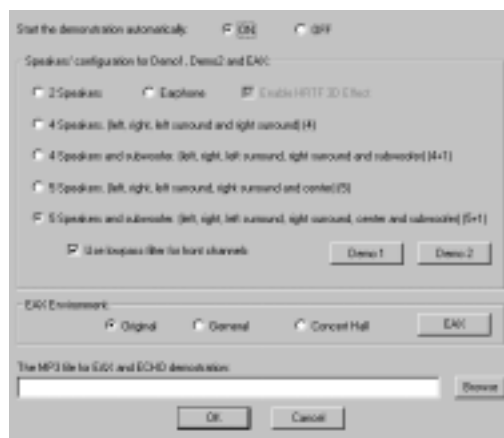 Start the demonstration automatically: ON OFF
Speakers' configuration for Demo1, Demo2 and EAX:
2 Speakers Earphone Enable HRTF 3D Effect
4 Speakers: (left, right, left surround and right surround) (4)
4 Speakers and subwoofer: (left, right, left surround, right surround and subwoofer) (4+1)
5 Speakers: (left, right, left surround, right surround and center) (5)
5 Speakers and subwoofer: (left, right, left surround, right surround, center and subwoofer) (5+1)
Use lowpass filter for front channels Demo 1 Demo 2
EAX Environment:
Original General Concert Hall EAX
The MP3 file for EAX and ECHO demostration:
Browse
OK Cancel